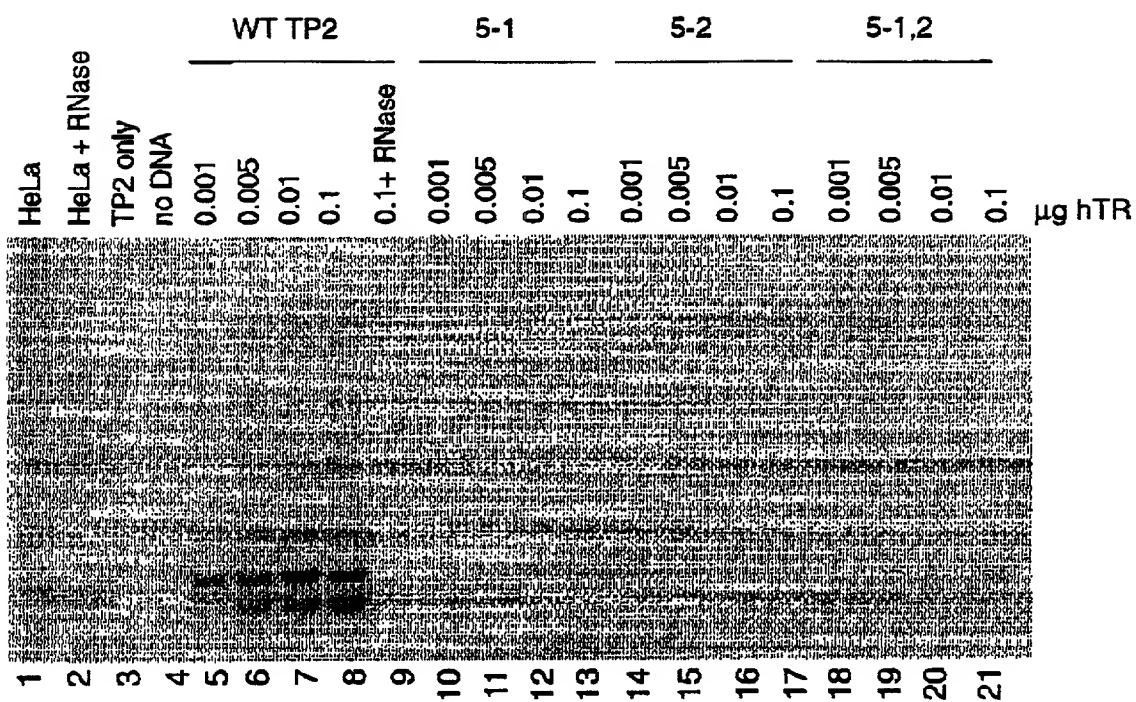 WT TP2 5-1 5-2 5-1,2
HeLa
HeLa + RNase
TP2 only
no DNA
0.001
0.005
0.01
0.1
0.1+ RNase
0.001
0.005
0.01
0.1
0.001
0.005
0.01
0.1
0.001
0.005
0.01
0.1
µg hTR
1 2 3 4 5 6 7 8 9 10 11 12 13 14 15 16 17 18 19 20 21